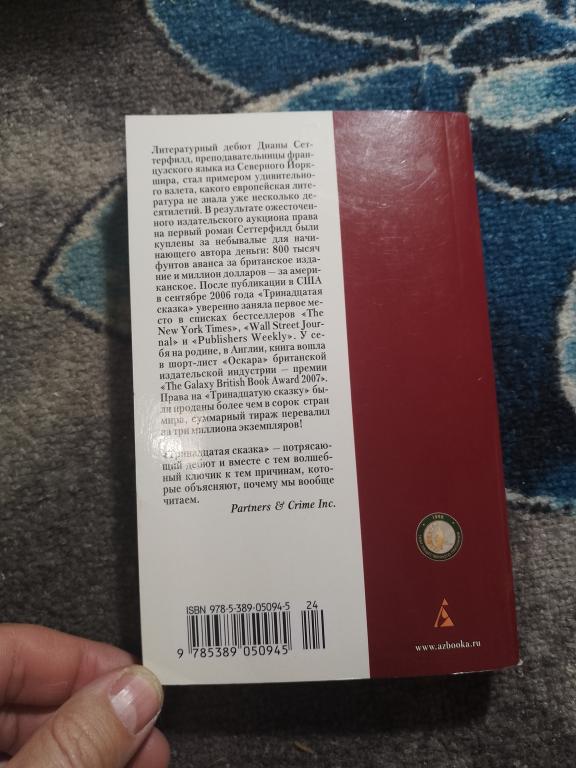 Литературный дебют Дианы Сет-
терфилд, преподавательницы фран-
цузского языка из Северного Йорк-
шира, стал примером удивительно-
го взлета, какого европейская лите-
ратура не знала уже несколько де-
сятилетий. В результате ожесточен-
ного издательского аукциона права
на первый роман Сеттерфилд были
куплены за небывалые для начи-
нающего автора деньги: 800 тысяч
фунтов аванса за британское изда-
ние и миллион долларов — за амери-
канское. После публикации в США
в сентябре 2006 года «Тринадцатая
сказка» уверенно заняла первое ме-
сто в списках бестселлеров «The
New York Times», «Wall Street Jour-
nal» и «Publishers Weekly». У се-
бя на родине, в Англии, книга вошла
в шорт-лист «Оскара» британской
издательской индустрии — премии
«The Galaxy British Book Award 2007».
Права на «Тринадцатую сказку» бы-
ли проданы более чем в сорок стран
мира, суммарный тираж перевалил
за три миллиона экземпляров!
«Тринадцатая сказка» — потрясаю-
щий дебют и вместе с тем волшеб-
ный ключик к тем причинам, кото-
рые объясняют, почему мы вообще
читаем.
Partners & Crime Inc.
ISBN 978-5-389-05094-5 24
9 785389 050945
www.azbooka.ru